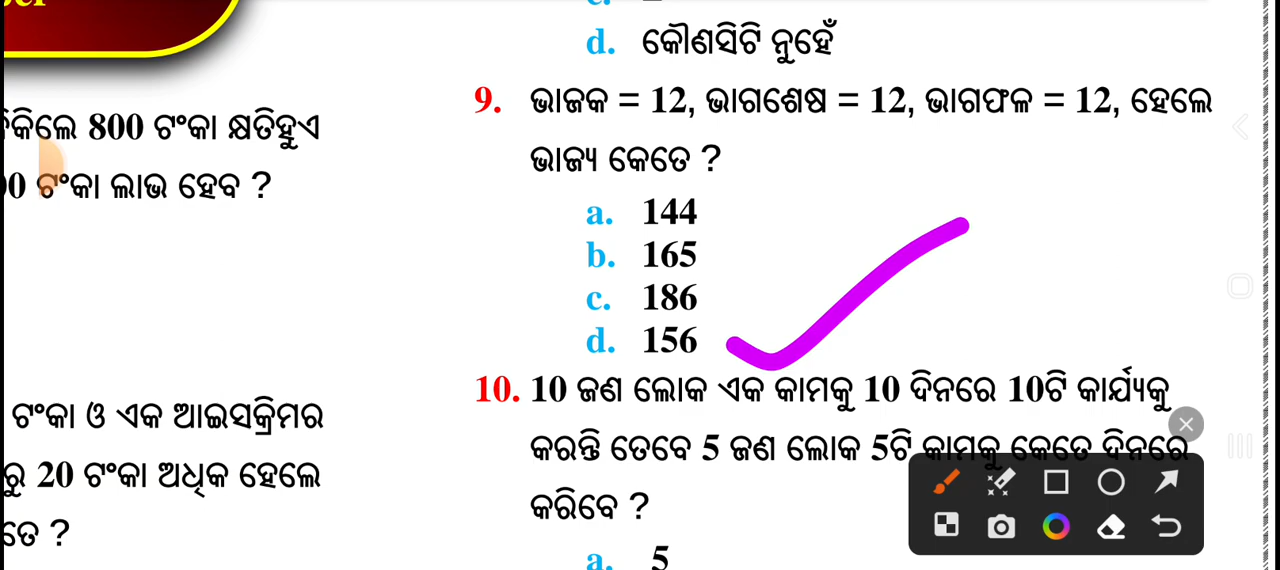 800 ଟଂକା କ୍ଷତିହୁଏ
ଟଂକା ଲାଭ ହେବ ?
ଟଂକା ଓ ଏକ ଆଇସକ୍ରିମର
ରୁ 20 ଟଂକା ଅଧିକ ହେଲେ
d. କୌଣସିଟି ନୁହେଁ
9. ଭାଜକ = 12, ଭାଗଶେଷ = 12, ଭାଗଫଳ = 12, ହେଲେ
ଭାଜ୍ୟ କେତେ ?
a. 144
b. 165
c. 186
d. 156
10. 10 ଜଣ ଲୋକ ଏକ କାମକୁ 10 ଦିନରେ 10ଟି କାର୍ଯ୍ୟକୁ
କରନ୍ତି ତେବେ 5 ଜଣ ଲୋକ 5ଟି କାମକୁ କେତେ ଦିନରେ
କରିବେ ?
a. 5